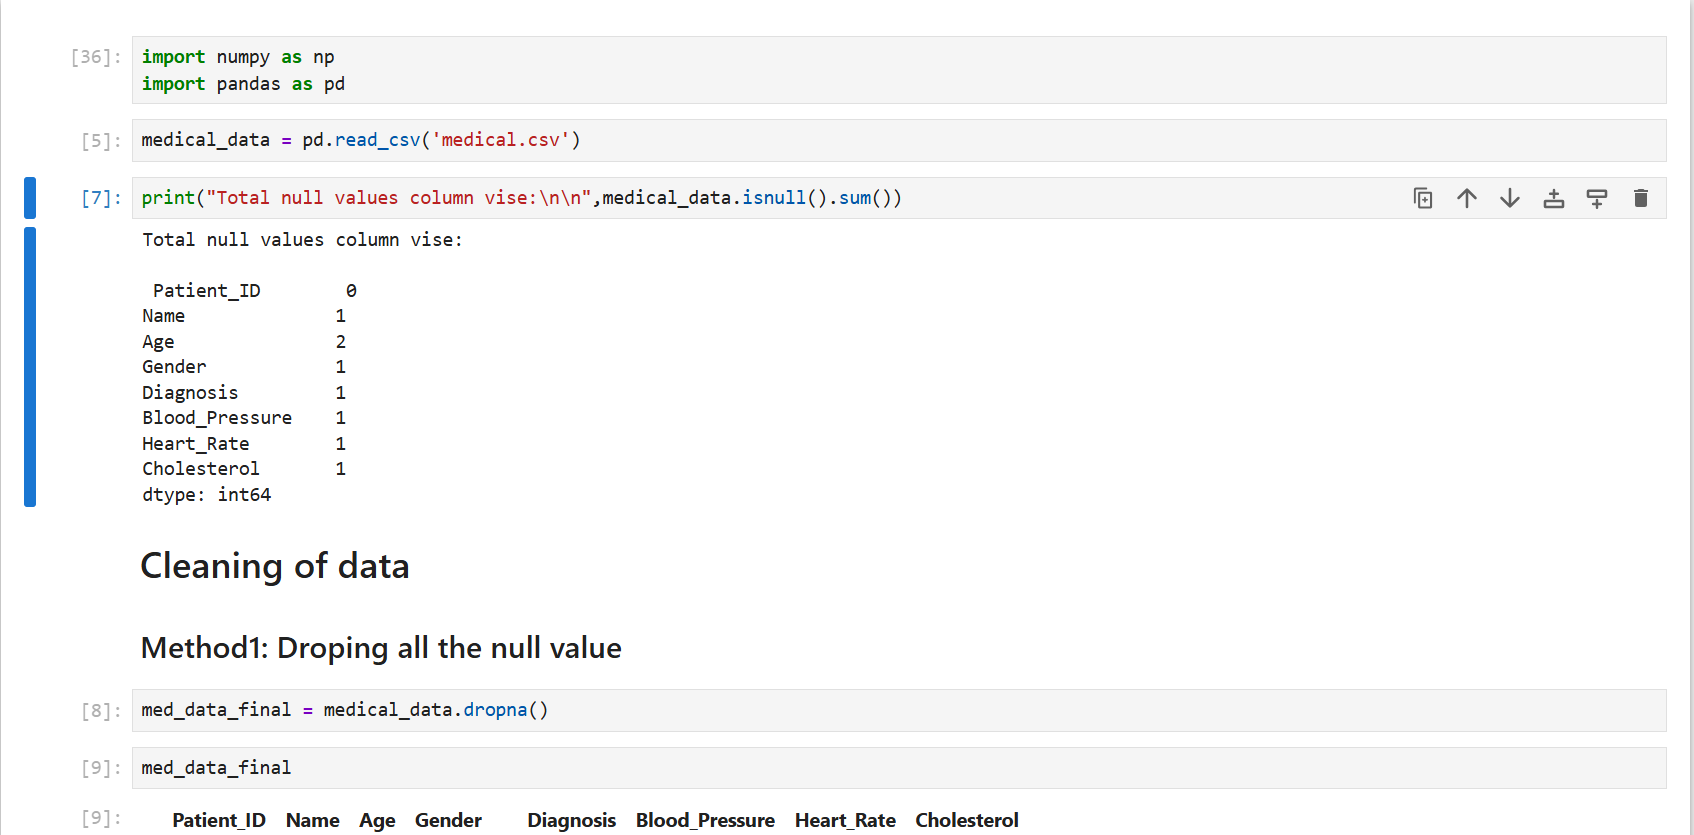 [36]: import numpy as np
import pandas as pd
[5]: medical_data = pd.read_csv('medical.csv')
[7]: print("Total null values column vise:\n\n",medical_data.isnull().sum())
Total null values column vise:
Patient_ID 0
Name 1
Age 2
Gender 1
Diagnosis 1
Blood_Pressure 1
Heart_Rate 1
Cholesterol 1
dtype: int64
Cleaning of data
Method1: Droping all the null value
[8]: med_data_final = medical_data.dropna()
[9]: med_data_final
[9]: Patient_ID Name Age Gender Diagnosis Blood_Pressure Heart_Rate Cholesterol